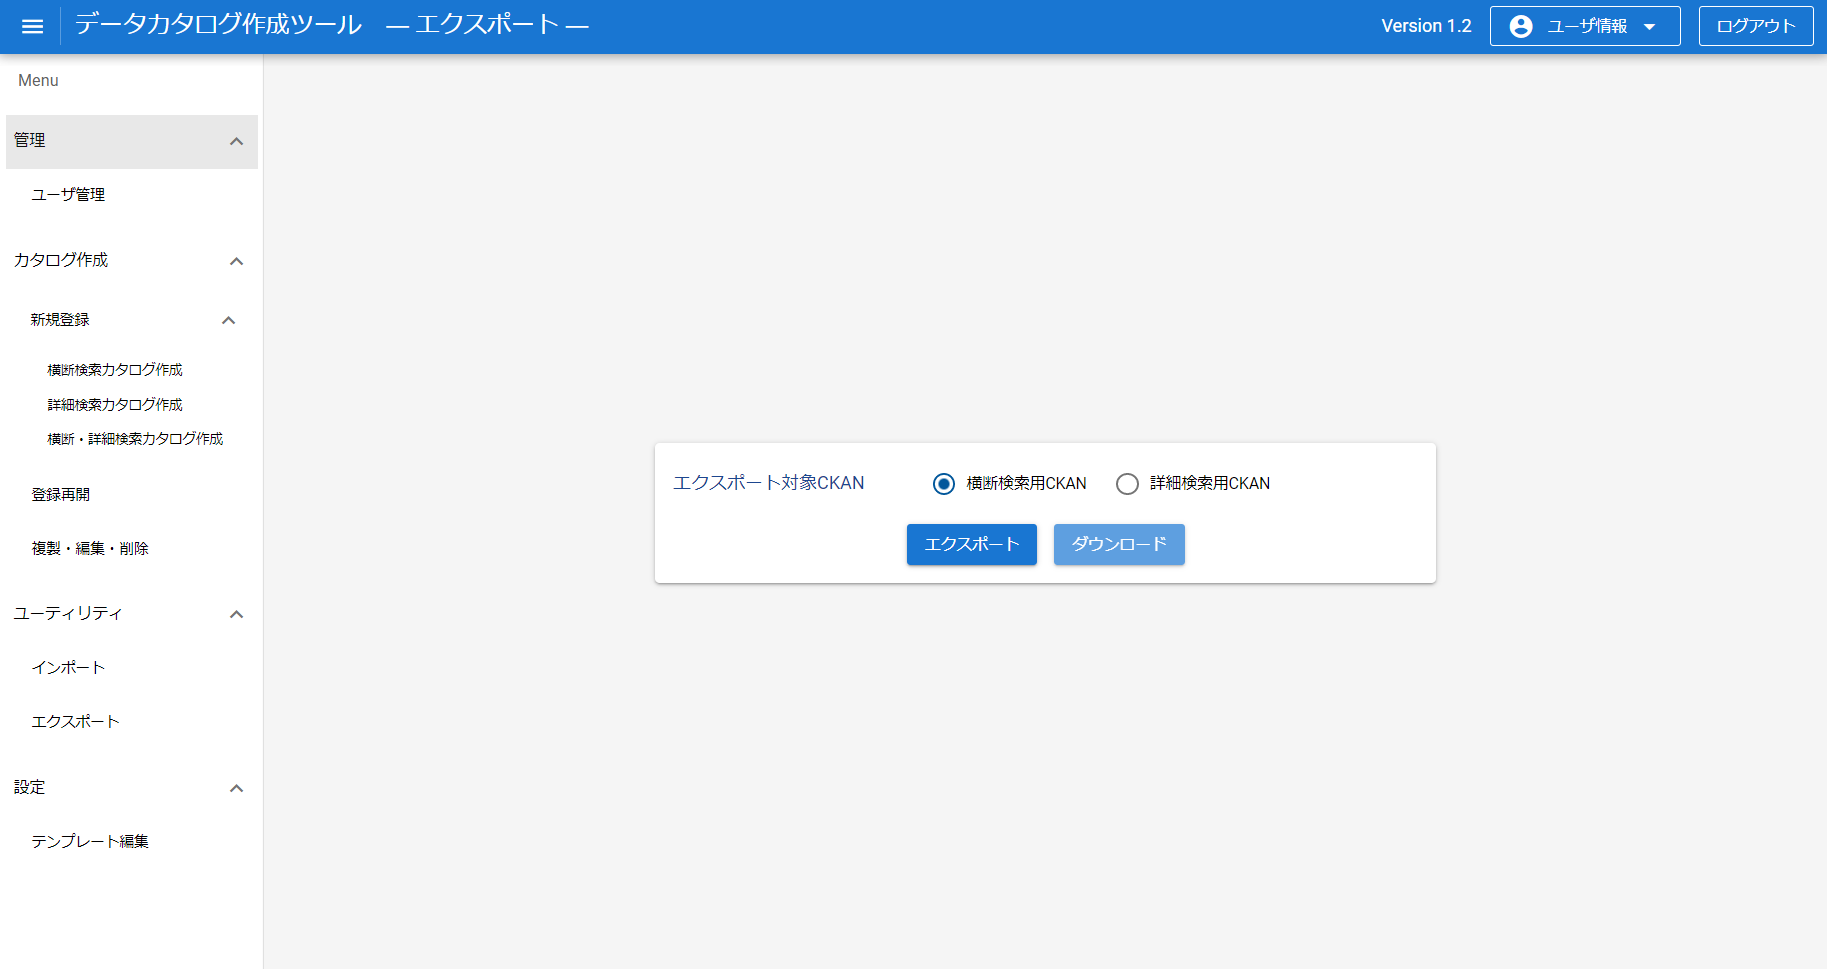 データカタログ作成ツール　― エクスポート ―
Version 1.2
ユーザ情報
ログアウト
Menu
管理
ユーザ管理
カタログ作成
新規登録
横断検索カタログ作成
詳細検索カタログ作成
横断・詳細検索カタログ作成
登録再開
複製・編集・削除
ユーティリティ
インポート
エクスポート
設定
テンプレート編集
エクスポート対象CKAN
横断検索用CKAN
詳細検索用CKAN
エクスポート
ダウンロード